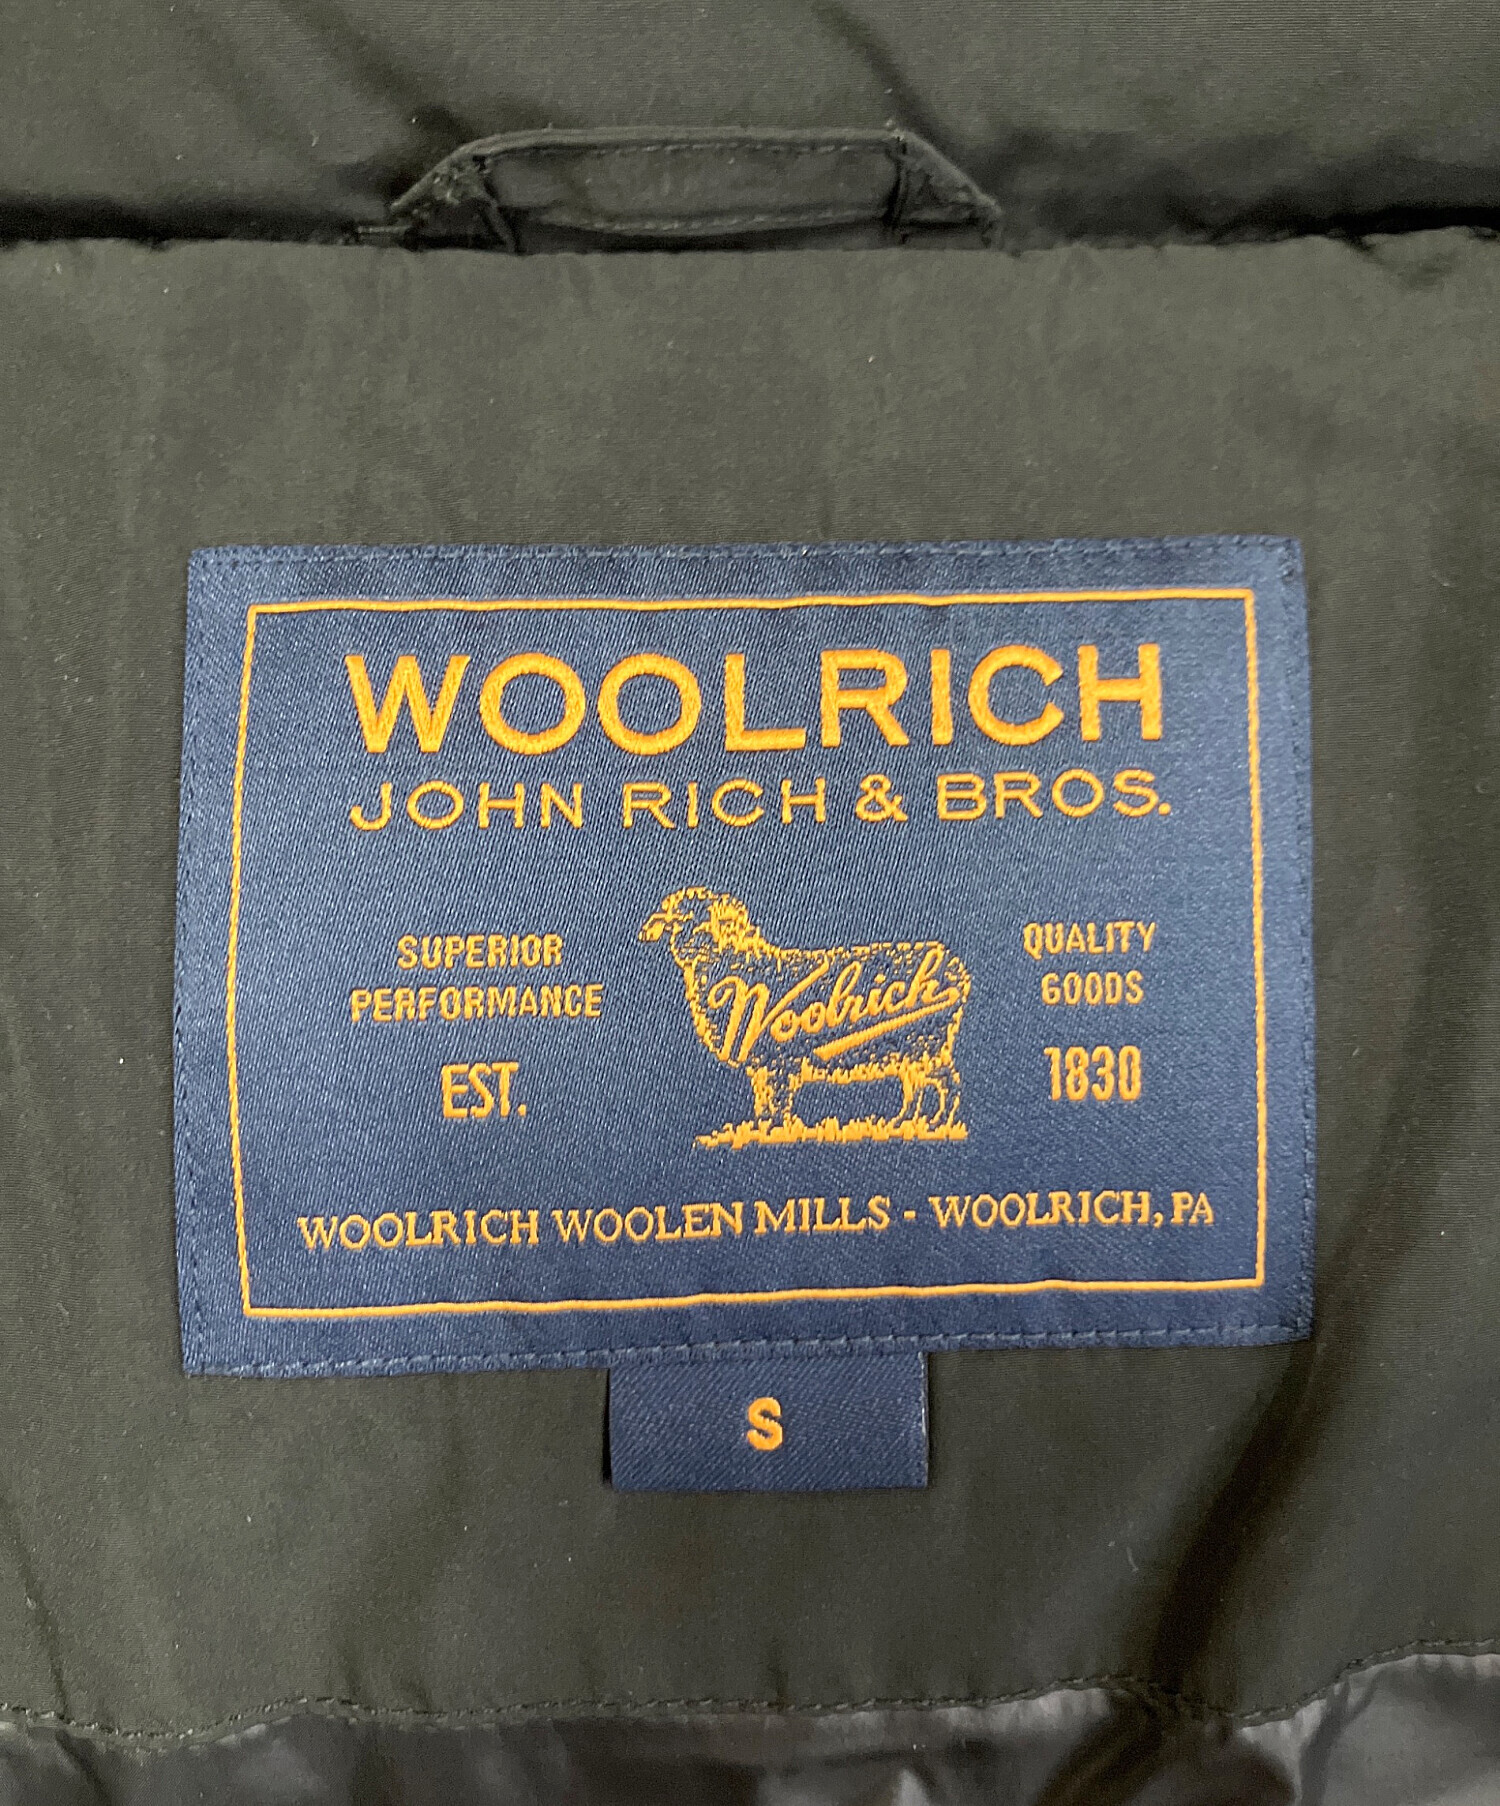 WOOLRICH
JOHN RICH & BROS.
SUPERIOR
PERFORMANCE
EST.
Woolrich
QUALITY
GOODS
1830
WOOLRICH WOOLEN MILLS - WOOLRICH, PA
S